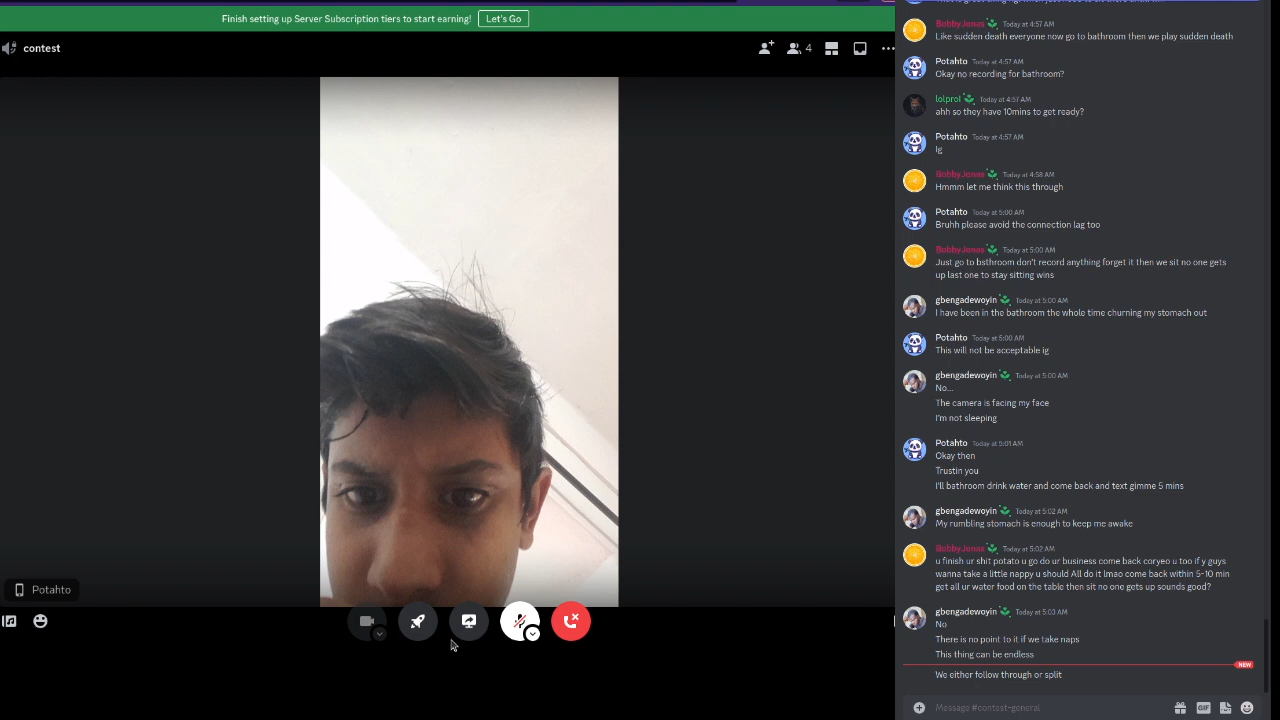 Finish setting up Server Subscription tiers to start earning! Let's Go
contest
4
Potahto
BobbyJonas Today at 4:57 AM
Like sudden death everyone now go to bathroom then we play sudden death
Potahto Today at 4:57 AM
Okay no recording for bathroom?
lolprol Today at 4:57 AM
ahh so they have 10mins to get ready?
Potahto Today at 4:57 AM
Ig
BobbyJonas Today at 4:58 AM
Hmmm let me think this through
Potahto Today at 5:00 AM
Bruhh please avoid the connection lag too
BobbyJonas Today at 5:00 AM
Just go to bsthroom don't record anything forget it then we sit no one gets
up last one to stay sitting wins
gbengadewoyin Today at 5:00 AM
I have been in the bathroom the whole time churning my stomach out
Potahto Today at 5:00 AM
This will not be acceptable ig
gbengadewoyin Today at 5:00 AM
No...
The camera is facing my face
I'm not sleeping
Potahto Today at 5:01 AM
Okay then
Trustin you
I'll bathroom drink water and come back and text gimme 5 mins
gbengadewoyin Today at 5:02 AM
My rumbling stomach is enough to keep me awake
BobbyJonas Today at 5:02 AM
u finish ur shit potato u go do ur business come back coryeo u too if y guys
wanna take a little nappy u should All do it lmao come back within 5-10 min
get all ur water food on the table then sit no one gets up sounds good?
gbengadewoyin Today at 5:03 AM
No
There is no point to it if we take naps
This thing can be endless
NEW
We either follow through or split
Message #contest-general
GIF